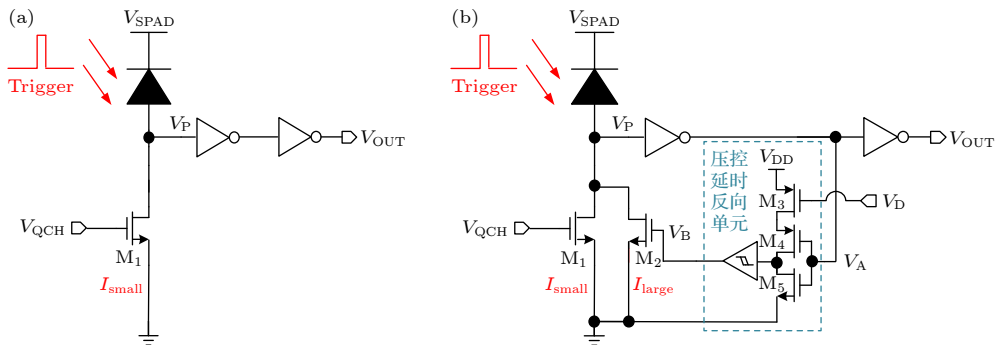 (a)
V_SPAD
Trigger
V_P
V_OUT
V_QCH
M_1
I_small
(b)
V_SPAD
Trigger
V_P
V_OUT
压控
延时
反向
单元
V_DD
M_3
V_D
V_QCH
V_B
M_4
V_A
M_1
M_2
M_5
I_small
I_large